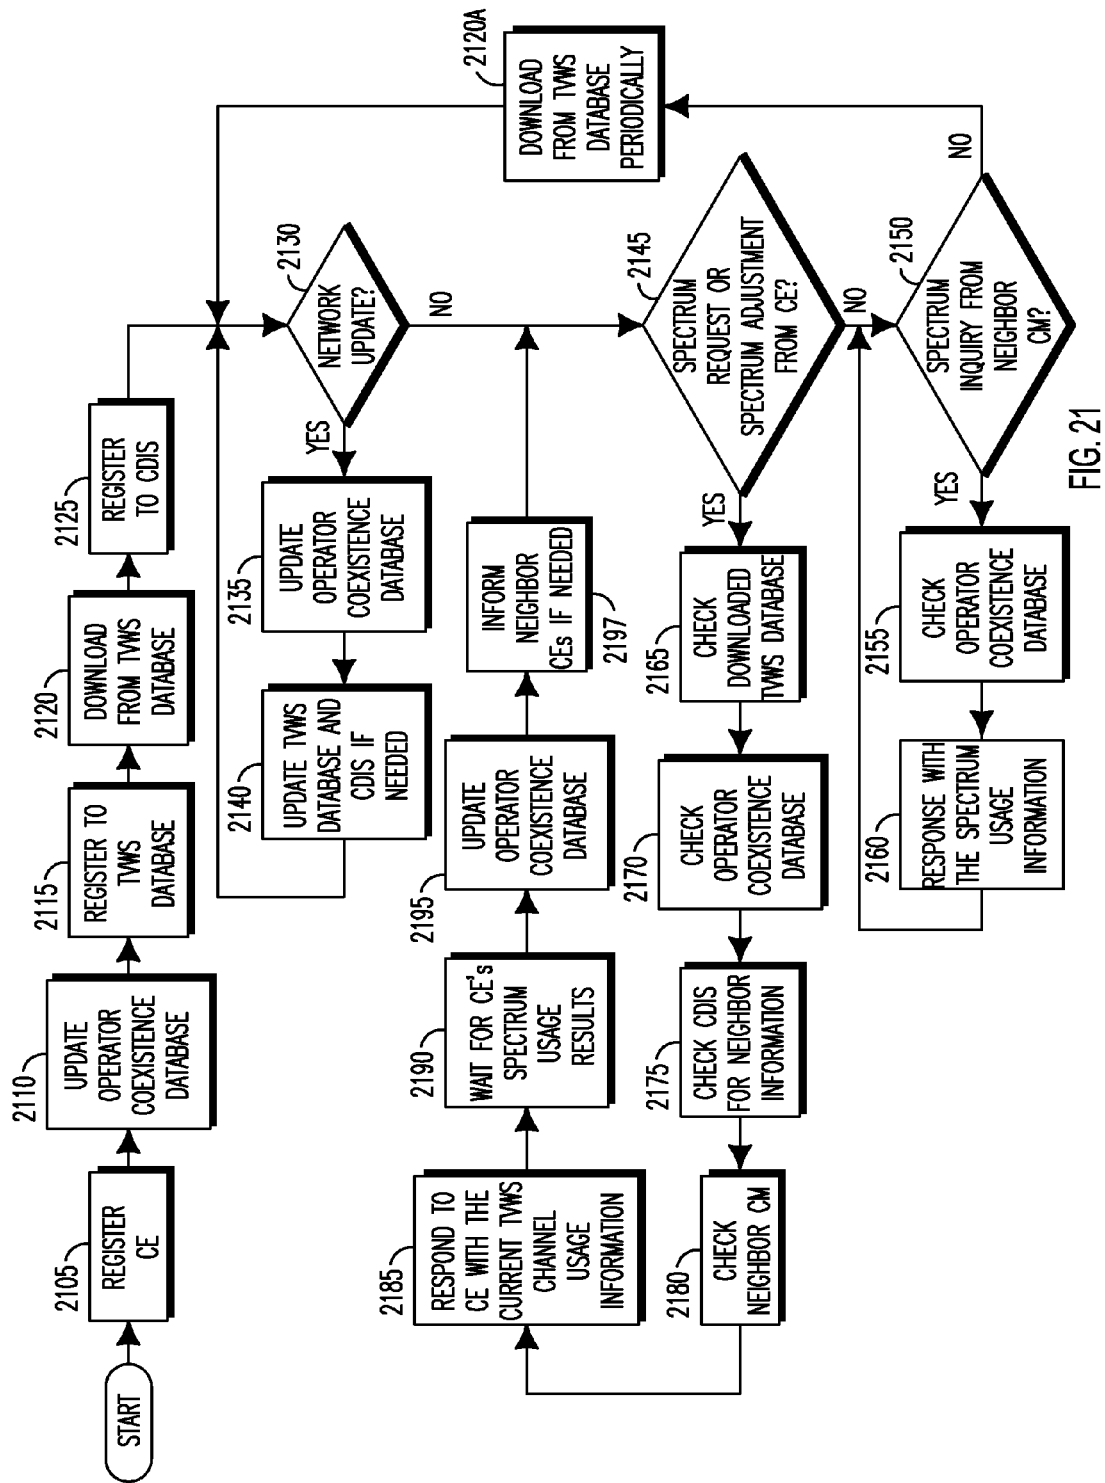 START
2105
REGISTER
CE
2110
UPDATE
OPERATOR
COEXISTENCE
DATABASE
2115
REGISTER TO
TVWS
DATABASE
2120
DOWNLOAD
FROM TVWS
DATABASE
2125
REGISTER
TO CDIS
2130
NETWORK
UPDATE?
YES
NO
2135
UPDATE
OPERATOR
COEXISTENCE
DATABASE
2140
UPDATE TVWS
DATABASE AND
CDIS IF
NEEDED
2120A
DOWNLOAD
FROM TVWS
DATABASE
PERIODICALLY
2185
RESPOND TO
CE WITH THE
CURRENT TVWS
CHANNEL
USAGE
INFORMATION
2190
WAIT FOR CE's
SPECTRUM
USAGE
RESULTS
2195
UPDATE
OPERATOR
COEXISTENCE
DATABASE
INFORM
NEIGHBOR
CEs IF NEEDED
2197
2145
SPECTRUM
REQUEST OR
SPECTRUM ADJUSTMENT
FROM CE?
YES
NO
2165
CHECK
DOWNLOADED
TVWS DATABASE
2170
CHECK
OPERATOR
COEXISTENCE
DATABASE
2175
CHECK CDIS
FOR NEIGHBOR
INFORMATION
CHECK
NEIGHBOR CM
2180
2150
SPECTRUM
INQUIRY FROM
NEIGHBOR
CM?
YES
NO
2155
CHECK
OPERATOR
COEXISTENCE
DATABASE
2160
RESPONSE WITH
THE SPECTRUM
USAGE
INFORMATION
FIG. 21